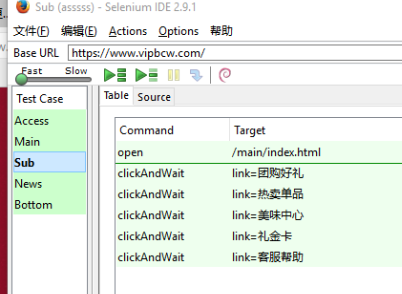 Sub (asssss) - Selenium IDE 2.9.1
文件(F) 编辑(E) Actions Options 帮助
Base URL https://www.vipbcw.com/
Fast Slow
Test Case
Table Source
Access
Main
Sub
News
Bottom
Command Target
open /main/index.html
clickAndWait link=团购好礼
clickAndWait link=热卖单品
clickAndWait link=美味中心
clickAndWait link=礼金卡
clickAndWait link=客服帮助